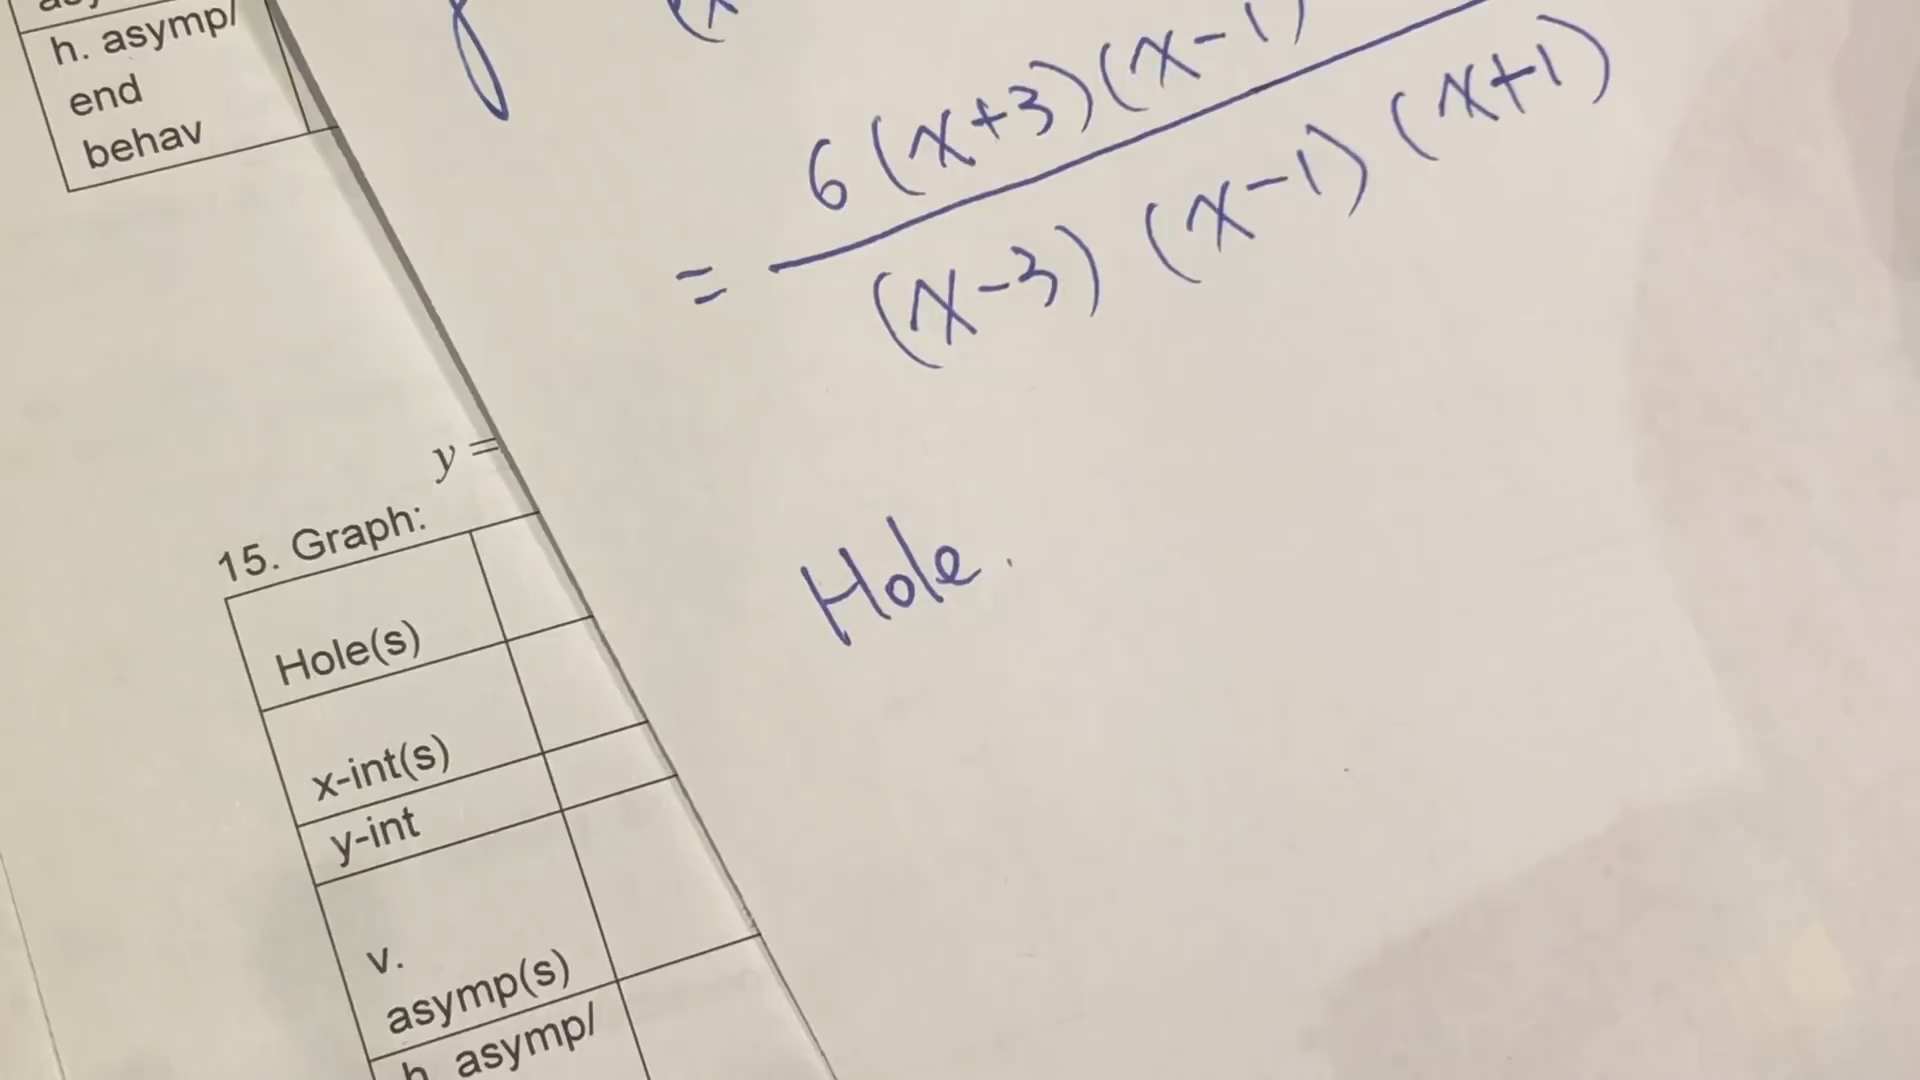 h. asymp/
end
behav
6(x+3)(x-1)
=
(x-3)(x-1)(x+1)
y =
15. Graph:
Hole.
Hole(s)
x-int(s)
y-int
v.
asymp(s)
h. asymp/